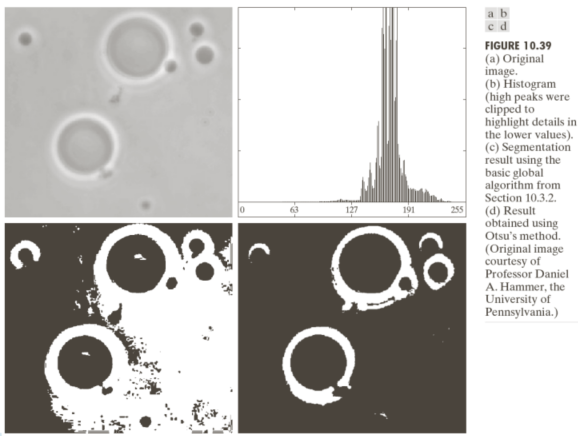 0 63 127 191 255
a b
c d
FIGURE 10.39
(a) Original
image.
(b) Histogram
(high peaks were
clipped to
highlight details in
the lower values).
(c) Segmentation
result using the
basic global
algorithm from
Section 10.3.2.
(d) Result
obtained using
Otsu's method.
(Original image
courtesy of
Professor Daniel
A. Hammer, the
University of
Pennsylvania.)